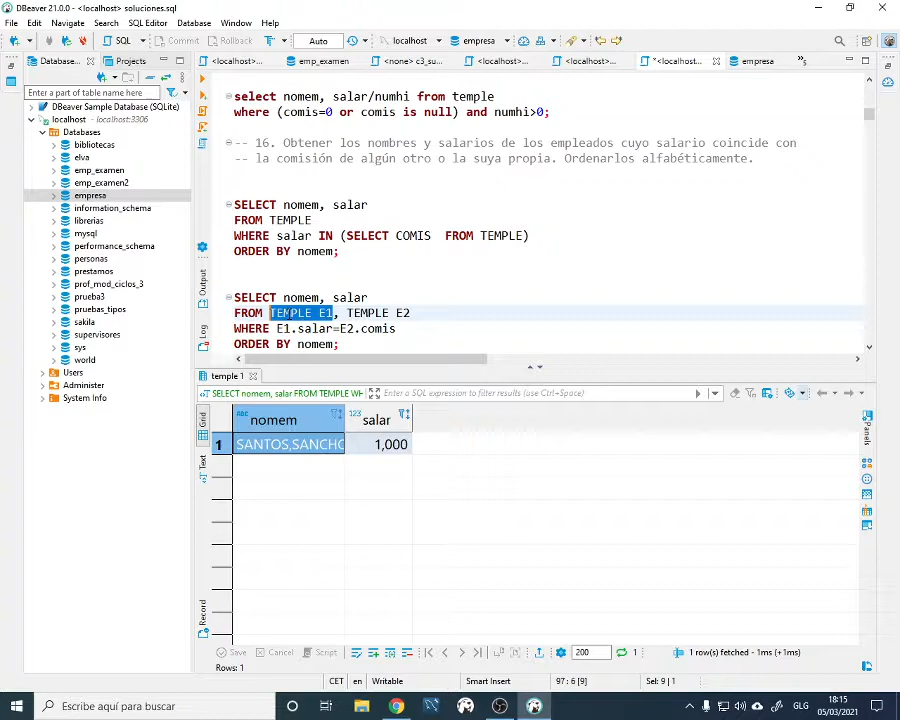 DBeaver 21.0.0 - <localhost> soluciones.sql
File Edit Navigate Search SQL Editor Database Window Help
SQL Commit Rollback T Auto localhost empresa
Database... Projects <localhost... emp_examen <none> c3_su... <localhost... <localhost... *<localhost... empresa
Enter a part of table name here
DBeaver Sample Database (SQLite)
localhost - localhost:3306
Databases
bibliotecas
elva
emp_examen
emp_examen2
empresa
information_schema
librerias
mysql
performance_schema
personas
prestamos
prof_mod_ciclos_3
prueba3
pruebas_tipos
sakila
supervisores
sys
world
Users
Administer
System Info
select nomem, salar/numhi from temple
where (comis=0 or comis is null) and numhi>0;
-- 16. Obtener los nombres y salarios de los empleados cuyo salario coincide con
-- la comisión de algún otro o la suya propia. Ordenarlos alfabéticamente.
SELECT nomem, salar
FROM TEMPLE
WHERE salar IN (SELECT COMIS  FROM TEMPLE)
ORDER BY nomem;
SELECT nomem, salar
FROM TEMPLE E1, TEMPLE E2
WHERE E1.salar=E2.comis
ORDER BY nomem;
Output
Log
temple 1
SELECT nomem, salar FROM TEMPLE WH Enter a SQL expression to filter results (use Ctrl+Space)
Grid
Text
Record
Panels
ABC nomem 123 salar
1 SANTOS,SANCHO 1,000
Save Cancel Script 200 1 1 row(s) fetched - 1ms (+1ms)
Rows: 1
CET en Writable Smart Insert 97 : 6 [9] Sel: 9 | 1
Escribe aquí para buscar GLG 18:15
05/03/2021